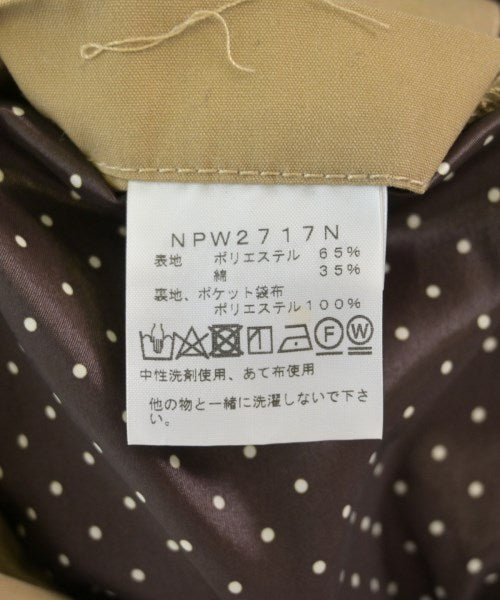 NPW2717N
表地 ポリエステル 65%
綿 35%
裏地、ポケット袋布
ポリエステル100%
F W
中性洗剤使用、あて布使用
他の物と一緒に洗濯しないで下さ
い。